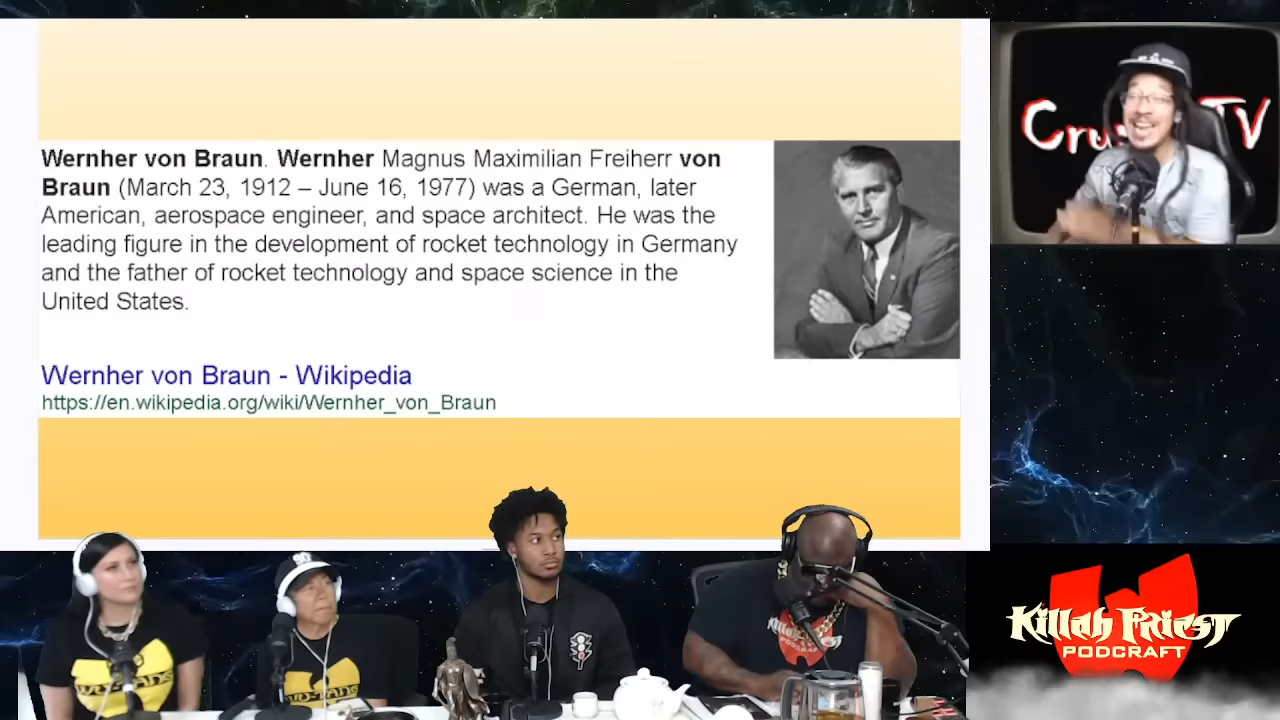 Wernher von Braun. Wernher Magnus Maximilian Freiherr von
Braun (March 23, 1912 – June 16, 1977) was a German, later
American, aerospace engineer, and space architect. He was the
leading figure in the development of rocket technology in Germany
and the father of rocket technology and space science in the
United States.
Wernher von Braun - Wikipedia
https://en.wikipedia.org/wiki/Wernher_von_Braun
TV
Killah Priest
PODCRAFT